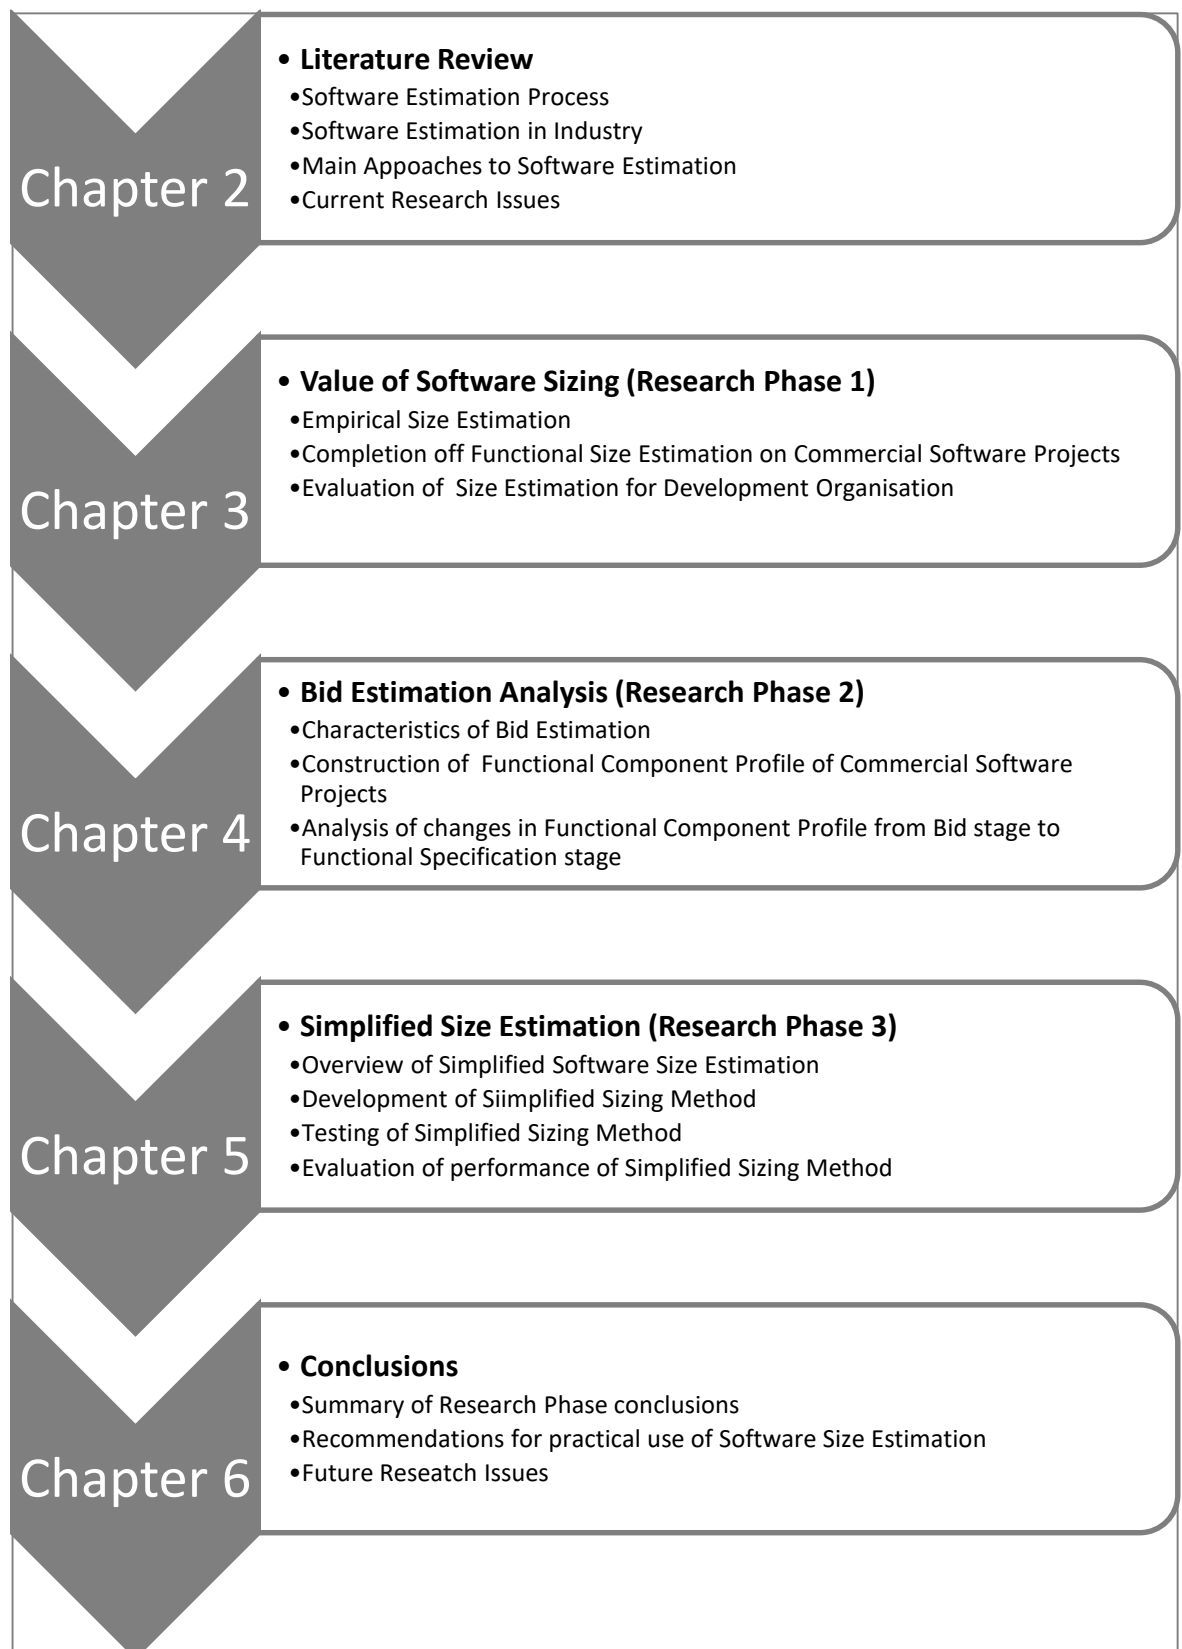 Chapter 2
• Literature Review
•Software Estimation Process
•Software Estimation in Industry
•Main Appoaches to Software Estimation
•Current Research Issues
Chapter 3
• Value of Software Sizing (Research Phase 1)
•Empirical Size Estimation
•Completion off Functional Size Estimation on Commercial Software Projects
•Evaluation of  Size Estimation for Development Organisation
Chapter 4
• Bid Estimation Analysis (Research Phase 2)
•Characteristics of Bid Estimation
•Construction of  Functional Component Profile of Commercial Software
Projects
•Analysis of changes in Functional Component Profile from Bid stage to
Functional Specification stage
Chapter 5
• Simplified Size Estimation (Research Phase 3)
•Overview of Simplified Software Size Estimation
•Development of Siimplified Sizing Method
•Testing of Simplified Sizing Method
•Evaluation of performance of Simplified Sizing Method
Chapter 6
• Conclusions
•Summary of Research Phase conclusions
•Recommendations for practical use of Software Size Estimation
•Future Reseatch Issues